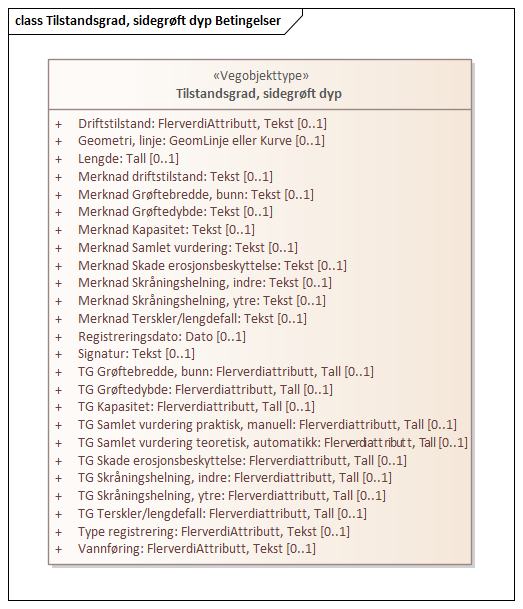 class Tilstandsgrad, sidegrøft dyp Betingelser
«Vegobjekttype»
Tilstandsgrad, sidegrøft dyp
+ Driftstilstand: FlerverdiAttributt, Tekst [0..1]
+ Geometri, linje: GeomLinje eller Kurve [0..1]
+ Lengde: Tall [0..1]
+ Merknad driftstilstand: Tekst [0..1]
+ Merknad Grøftebredde, bunn: Tekst [0..1]
+ Merknad Grøftedybde: Tekst [0..1]
+ Merknad Kapasitet: Tekst [0..1]
+ Merknad Samlet vurdering: Tekst [0..1]
+ Merknad Skade erosjonsbeskyttelse: Tekst [0..1]
+ Merknad Skråningshelning, indre: Tekst [0..1]
+ Merknad Skråningshelning, ytre: Tekst [0..1]
+ Merknad Terskler/lengdefall: Tekst [0..1]
+ Registreringsdato: Dato [0..1]
+ Signatur: Tekst [0..1]
+ TG Grøftebredde, bunn: Flerverdiattributt, Tall [0..1]
+ TG Grøftedybde: Flerverdiattributt, Tall [0..1]
+ TG Kapasitet: Flerverdiattributt, Tall [0..1]
+ TG Samlet vurdering praktisk, manuell: Flerverdiattributt, Tall [0..1]
+ TG Samlet vurdering teoretisk, automatikk: Flerverdiattributt, Tall [0..1]
+ TG Skade erosjonsbeskyttelse: Flerverdiattributt, Tall [0..1]
+ TG Skråningshelning, indre: Flerverdiattributt, Tall [0..1]
+ TG Skråningshelning, ytre: Flerverdiattributt, Tall [0..1]
+ TG Terskler/lengdefall: Flerverdiattributt, Tall [0..1]
+ Type registrering: FlerverdiAttributt, Tekst [0..1]
+ Vannføring: FlerverdiAttributt, Tekst [0..1]